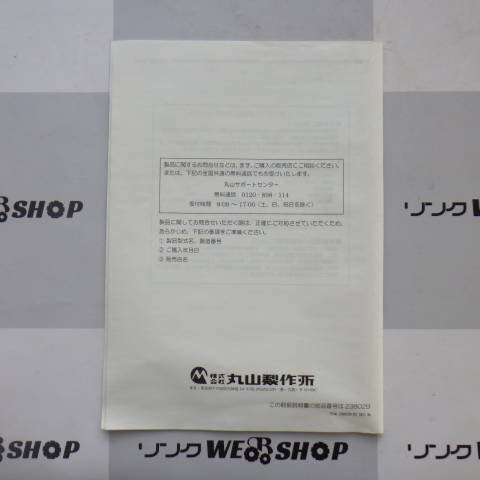 リンク WEB SHOP
製品に関するお問合せなどは、まず、ご購入の販売店にご相談ください。
または、下記の全国共通の無料通話でもお受けいたします。
丸山サポートセンター
無料通話 0120-898-114
受付時間 9:00 〜 17:00 (土、日、祝日を除く)
製品に関してお問合せいただく際は、正確にご対応させていただくため、
あらかじめ、下記の事項をご準備ください。
① 製品型式名、製造番号
② ご購入年月日
③ 販売店名
SHOP
リンク WE
株式会社 丸山製作所
この取扱説明書の部品番号は 238029
SHOP
リンク WEB SHOP
リンク